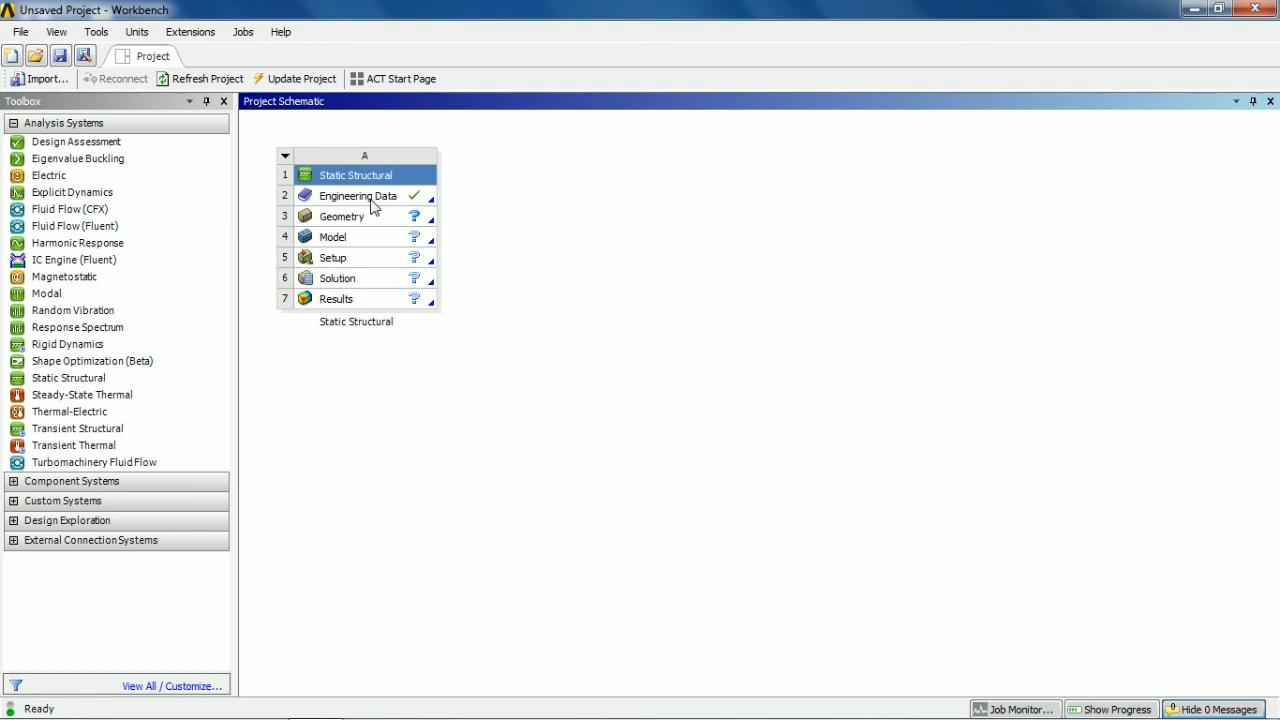 Unsaved Project - Workbench
File View Tools Units Extensions Jobs Help
Project
Import... Reconnect Refresh Project Update Project ACT Start Page
Toolbox
Project Schematic
Analysis Systems
Design Assessment
Eigenvalue Buckling
Electric
Explicit Dynamics
Fluid Flow (CFX)
Fluid Flow (Fluent)
Harmonic Response
IC Engine (Fluent)
Magnetostatic
Modal
Random Vibration
Response Spectrum
Rigid Dynamics
Shape Optimization (Beta)
Static Structural
Steady-State Thermal
Thermal-Electric
Transient Structural
Transient Thermal
Turbomachinery Fluid Flow
Component Systems
Custom Systems
Design Exploration
External Connection Systems
View All / Customize...
A
1 Static Structural
2 Engineering Data
3 Geometry ?
4 Model ?
5 Setup ?
6 Solution ?
7 Results ?
Static Structural
Ready
Job Monitor... Show Progress Hide 0 Messages